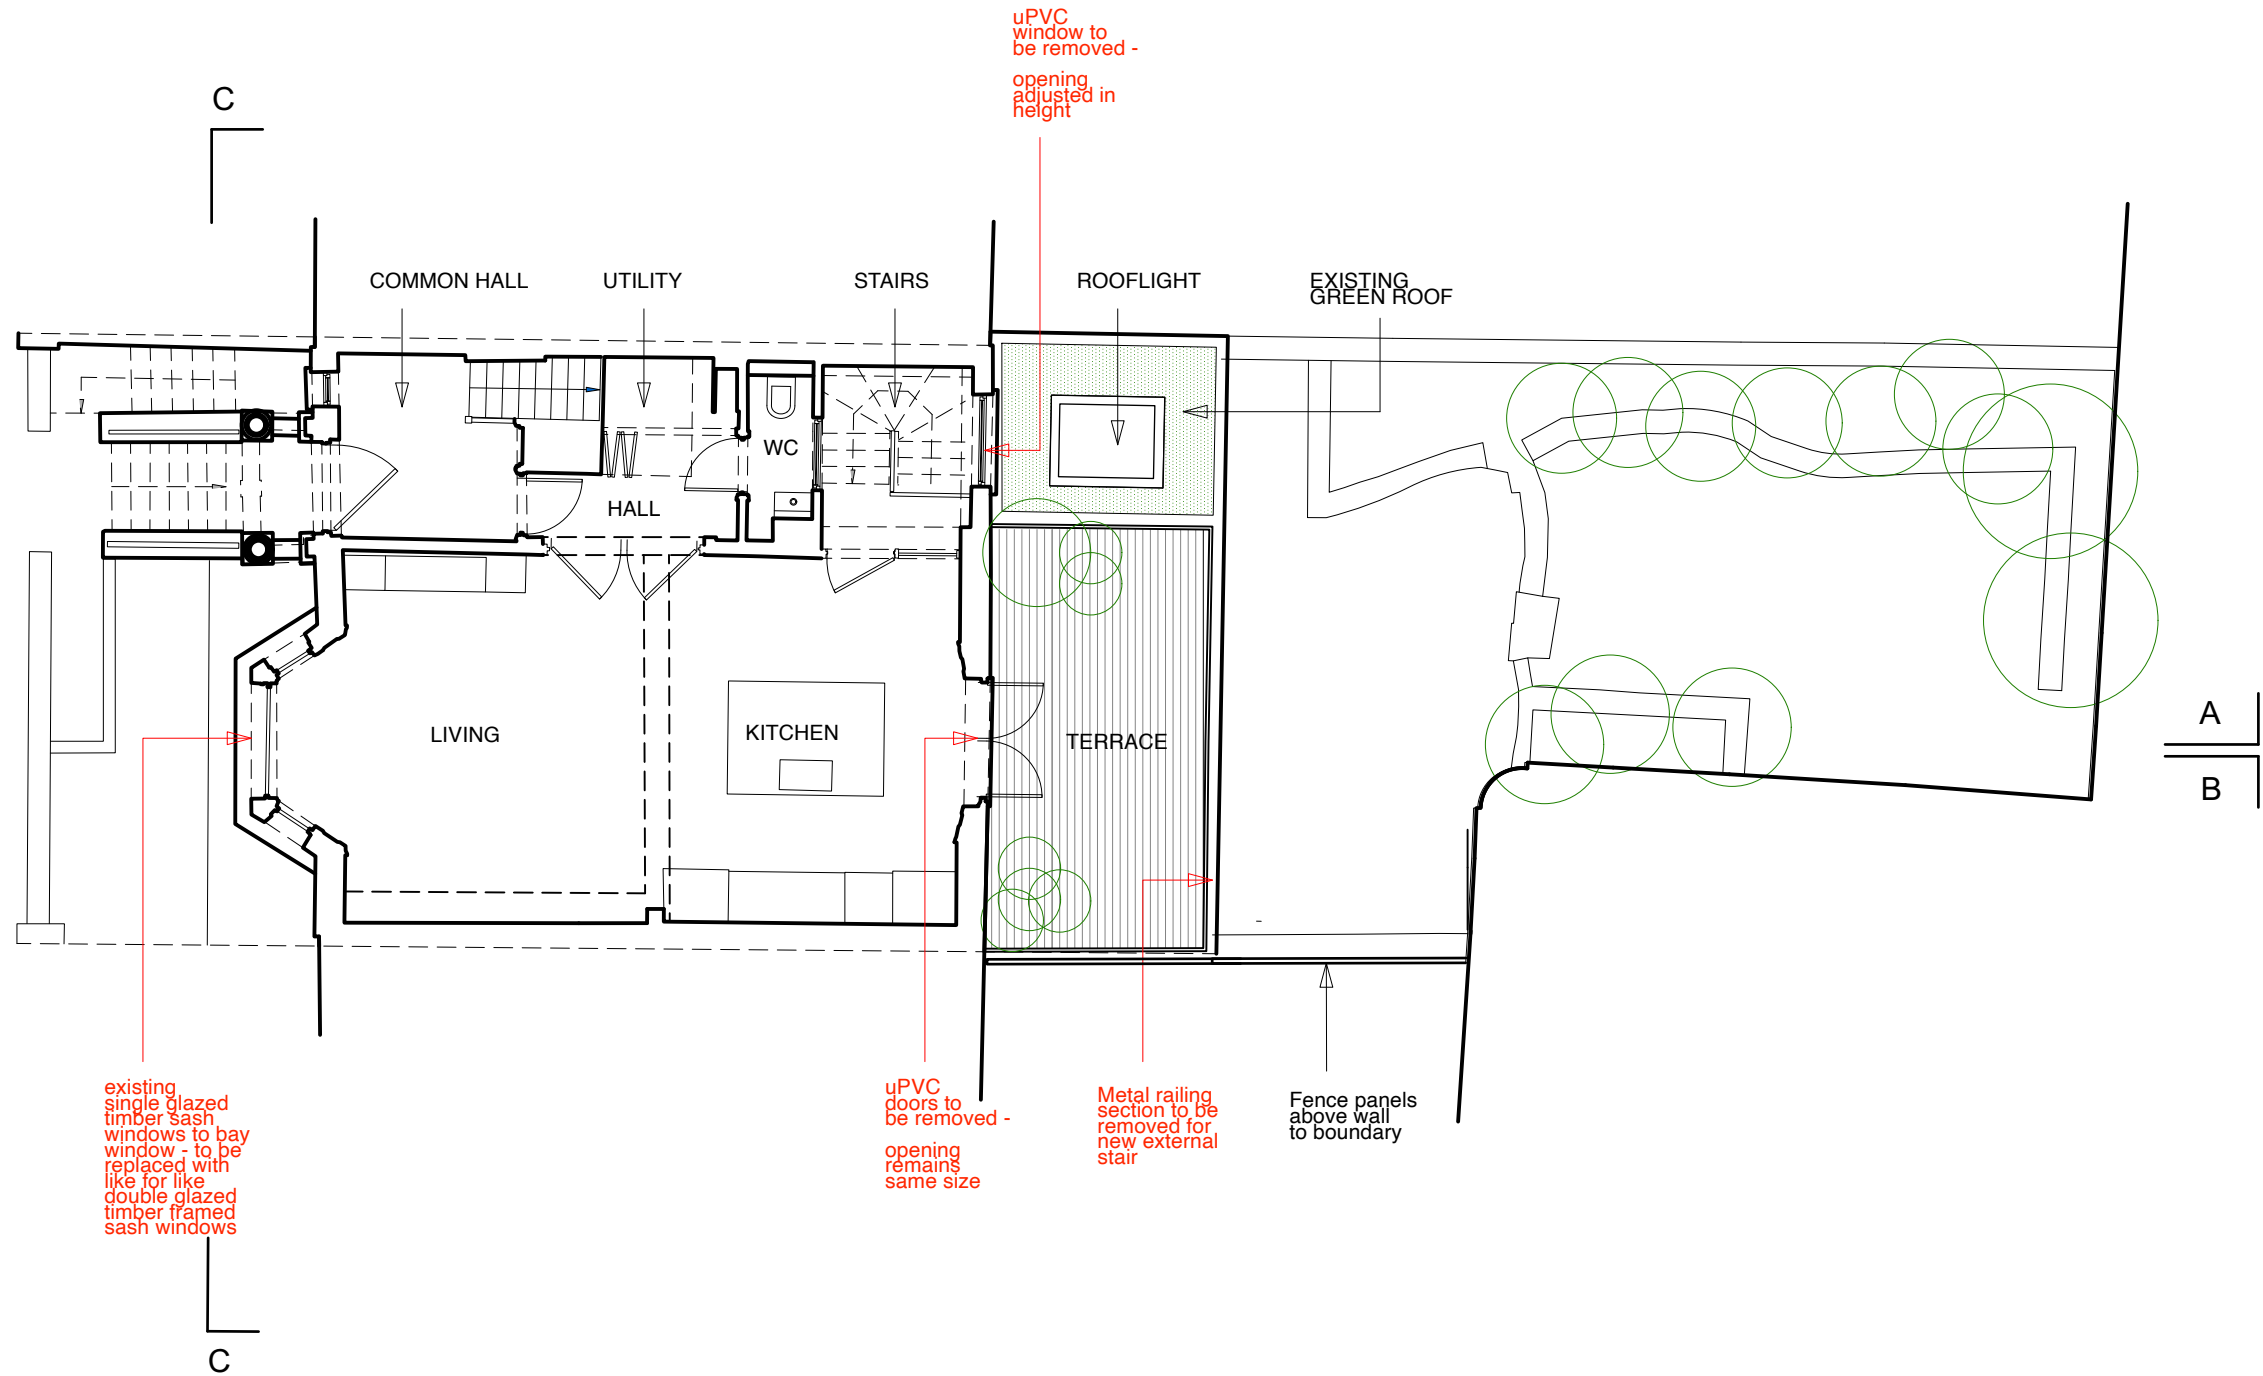 uPVC
window to
be removed -
opening
adjusted in
height
C
COMMON HALL
UTILITY
STAIRS
ROOFLIGHT
EXISTING
GREEN ROOF
WC
HALL
LIVING
KITCHEN
TERRACE
A
B
existing
single glazed
timber sash
windows to bay
window - to be
replaced with
like for like
double glazed
timber framed
sash windows
uPVC
doors to
be removed -
opening
remains
same size
Metal railing
section to be
removed for
new external
stair
Fence panels
above wall
to boundary
C